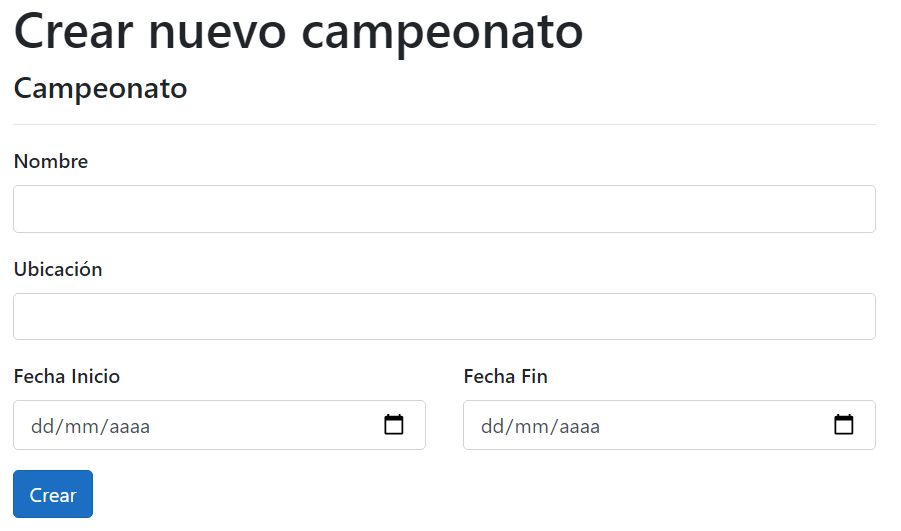 Crear nuevo campeonato
Campeonato
Nombre
Ubicación
Fecha Inicio Fecha Fin
dd/mm/aaaa dd/mm/aaaa
Crear